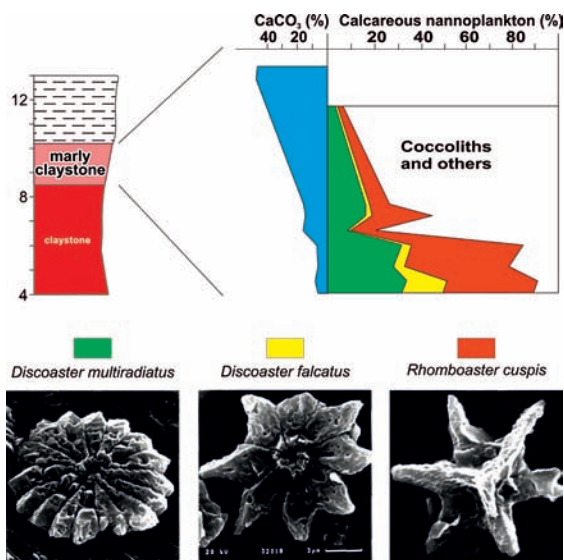 CaCO₃ (%) Calcareous nannoplankton (%)
40 20 20 40 60 80
12
marly
claystone
Coccoliths
and others
8
claystone
4
Discoaster multiradiatus Discoaster falcatus Rhomboaster cuspis
20 kU 32018 3µm